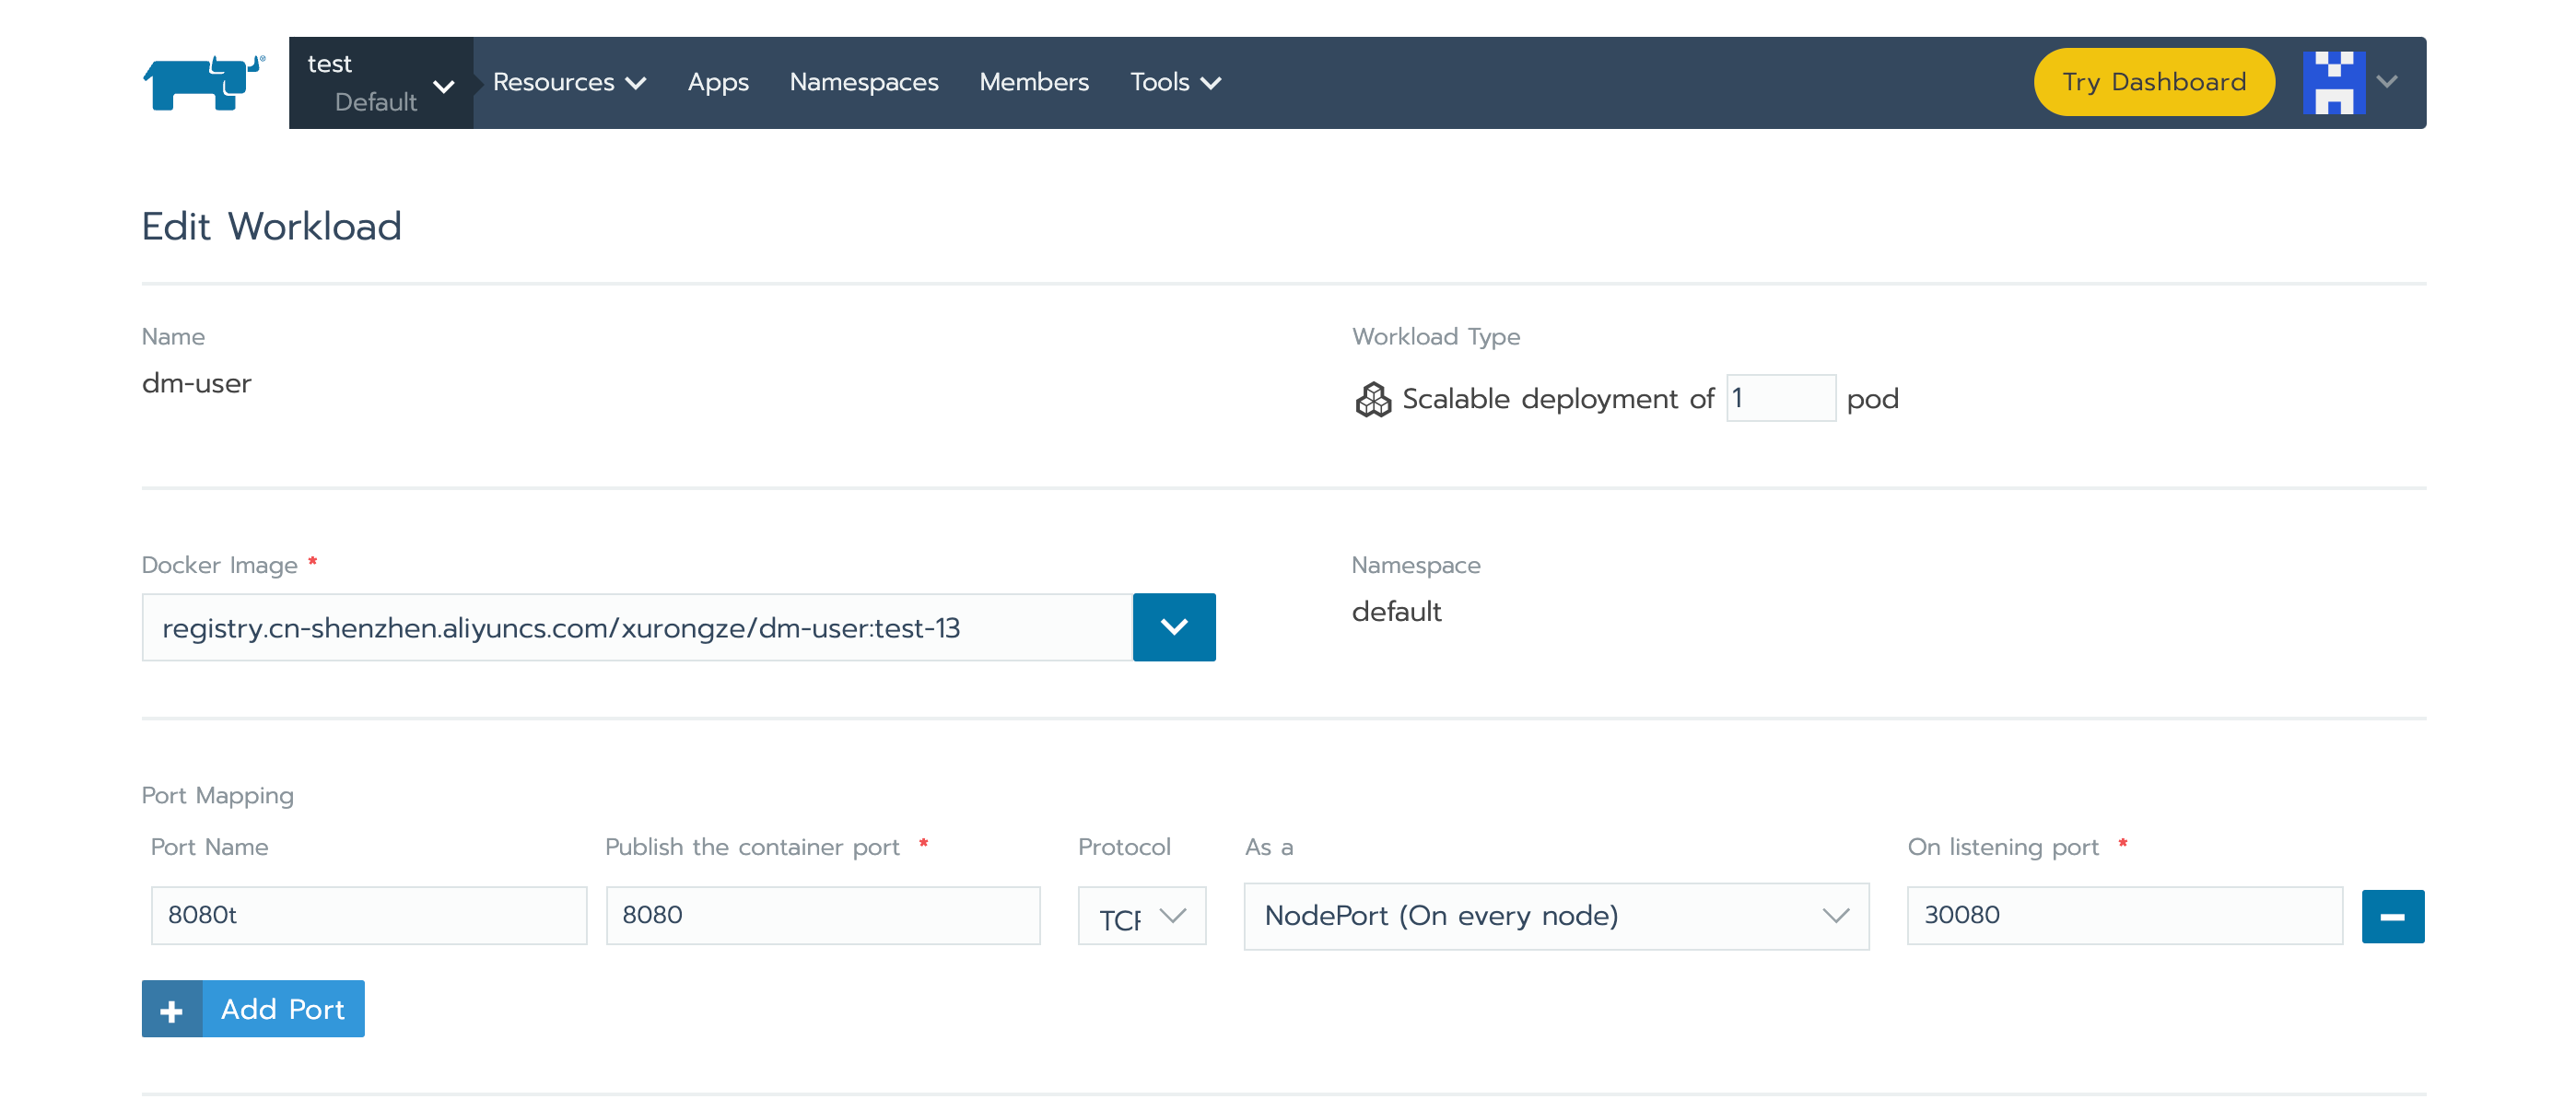 test
Default
Resources
Apps
Namespaces
Members
Tools
Try Dashboard
Edit Workload
Name
Workload Type
dm-user
Scalable deployment of 1 pod
Docker Image *
Namespace
registry.cn-shenzhen.aliyuncs.com/xurongze/dm-user:test-13
default
Port Mapping
Port Name
Publish the container port *
Protocol
As a
On listening port *
8080t
8080
TCP
NodePort (On every node)
30080
Add Port